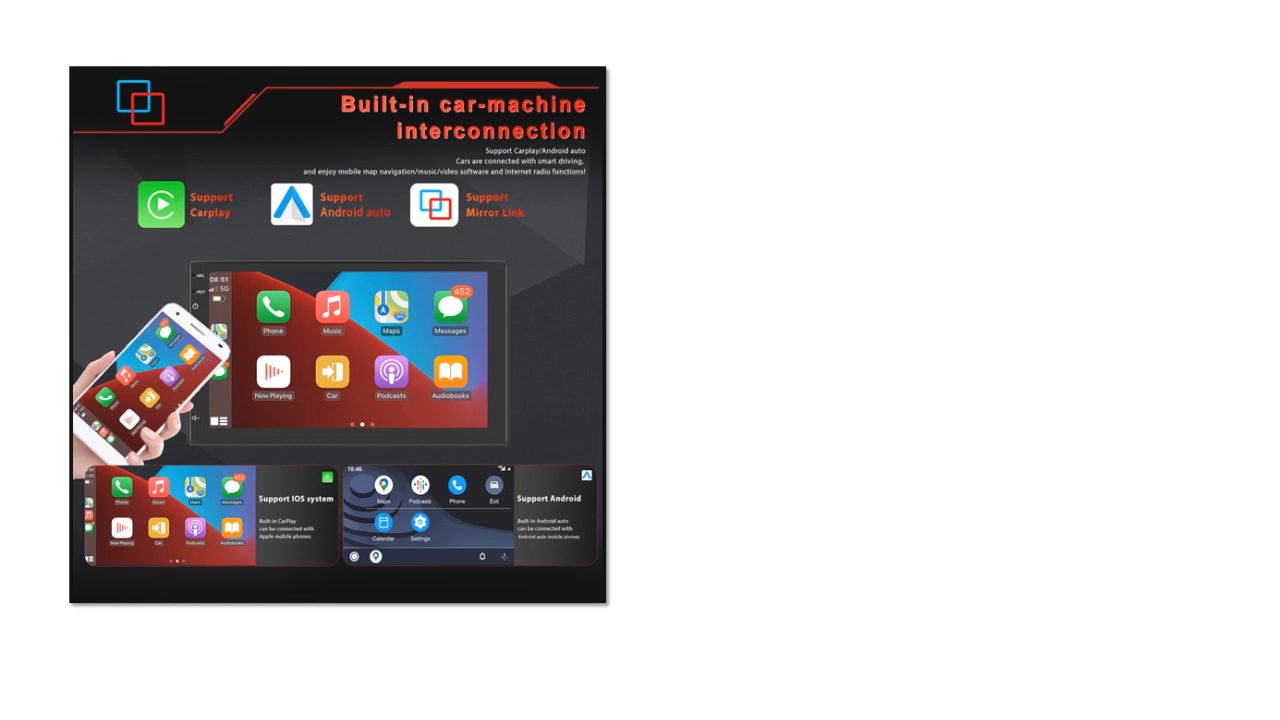 Built-in car-machine
interconnection
Support Carplay/Android auto
Cars are connected with smart driving,
and enjoy mobile map navigation/music/video software and Internet radio functions!
Support
Carplay
Support
Android auto
Support
Mirror Link
MIC
RST
08:51
5G
452
Phone
Music
Maps
Messages
Now Playing
Car
Podcasts
Audiobooks
452
Phone
Music
Maps
Messages
Now Playing
Car
Podcasts
Audiobooks
Support IOS system
Built-in CarPlay
can be connected with
Apple mobile phones
10:40
Maps
Podcasts
Phone
Exit
Calendar
Settings
Support Android
Built-in Android auto
can be connected with
Android auto mobile phones